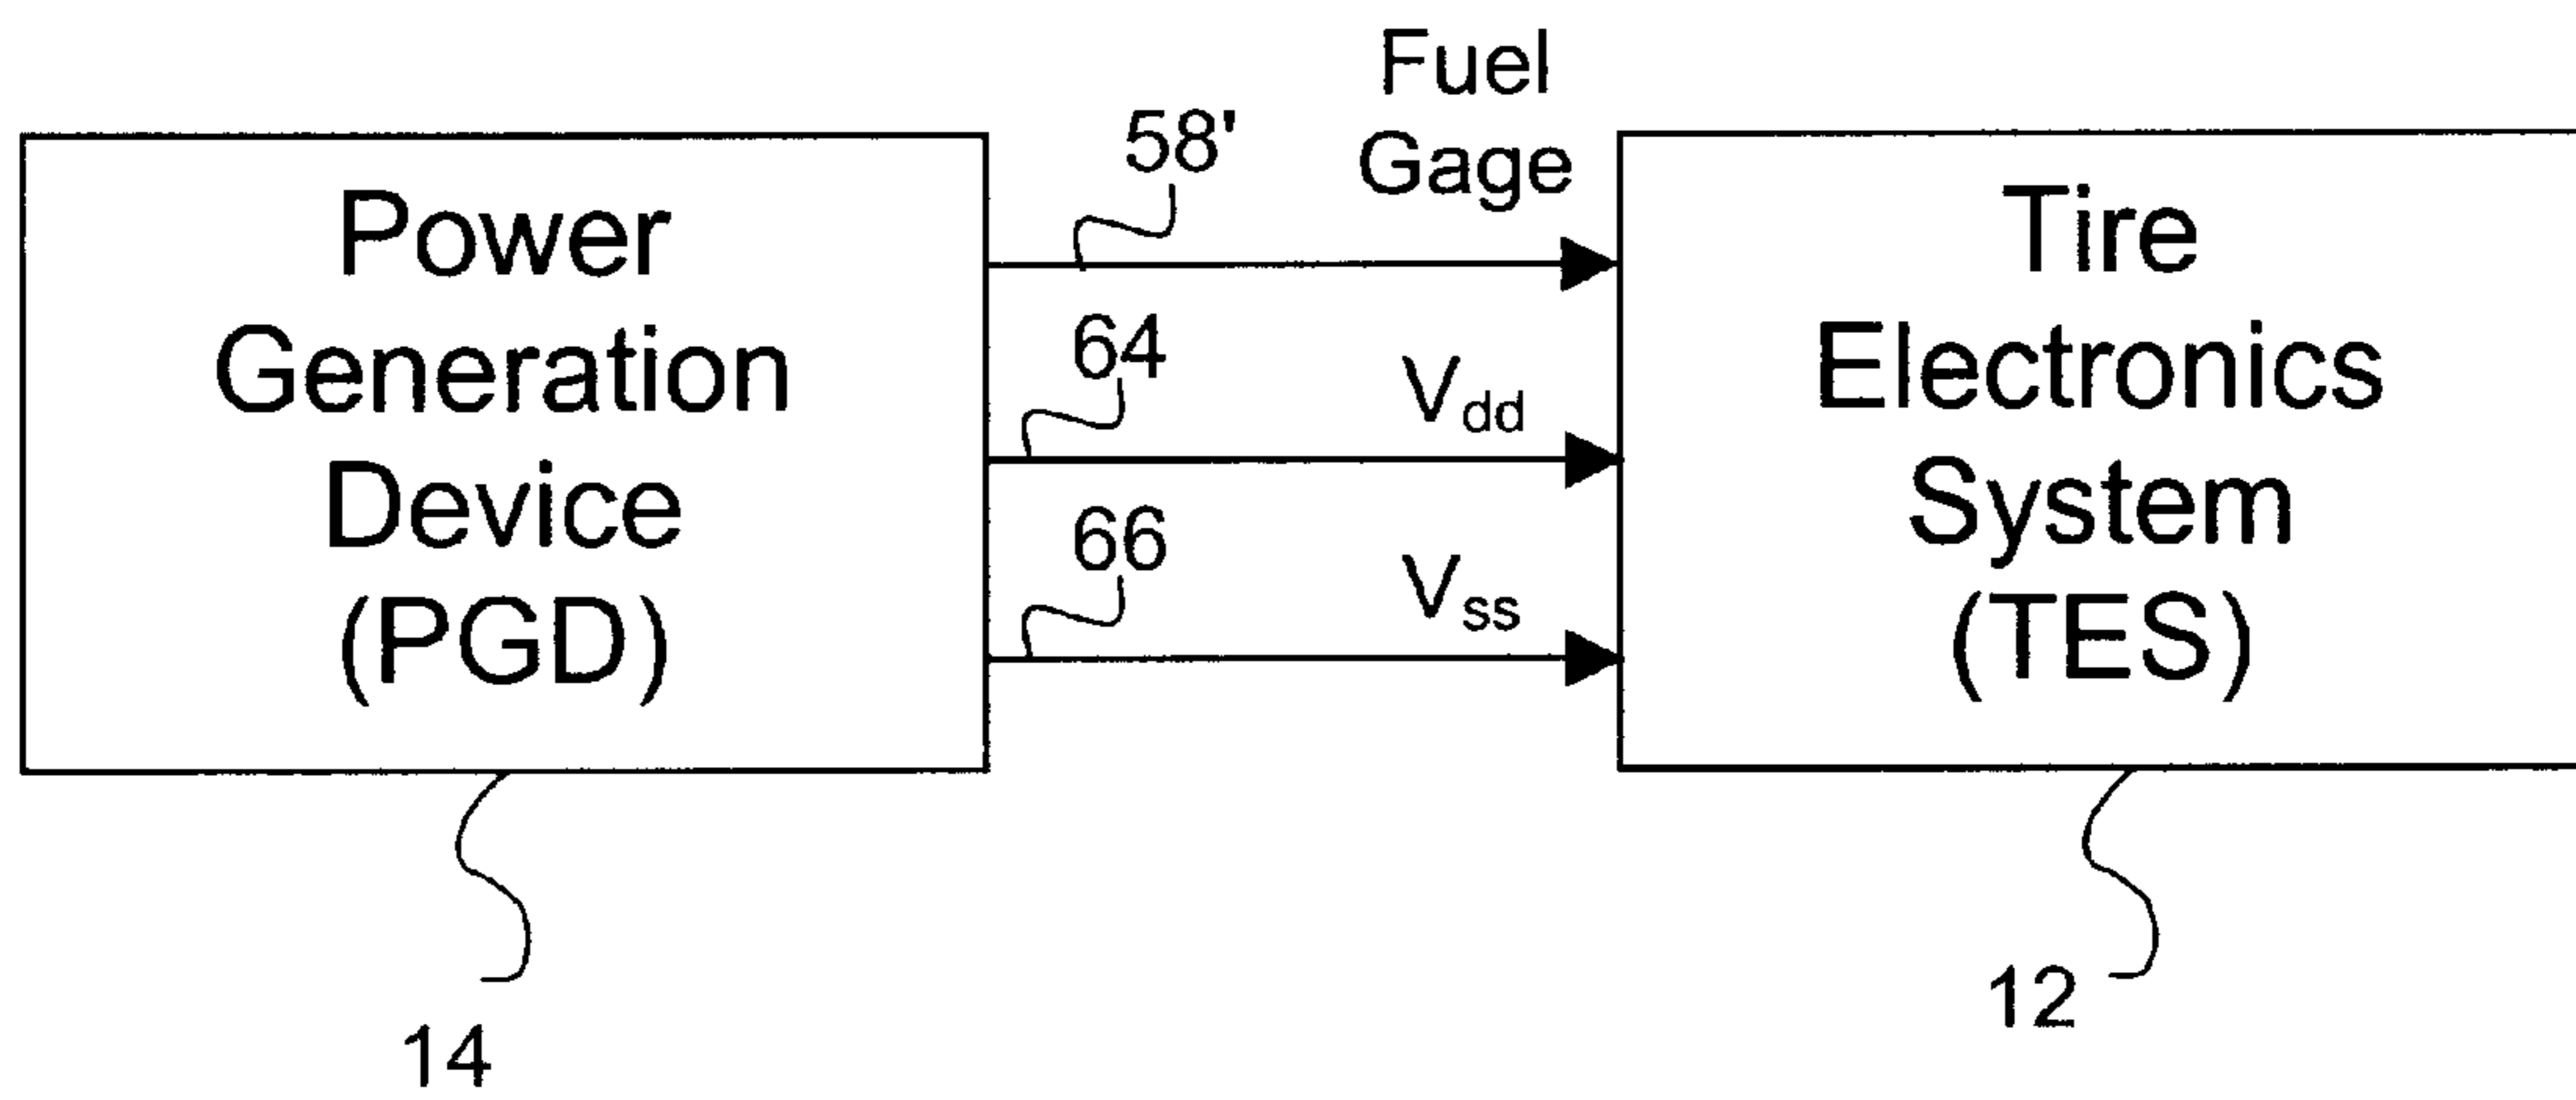 Fuel
Gage
58'
Power
Generation
Device
(PGD)
64
Vdd
66
Vss
Tire
Electronics
System
(TES)
14
12